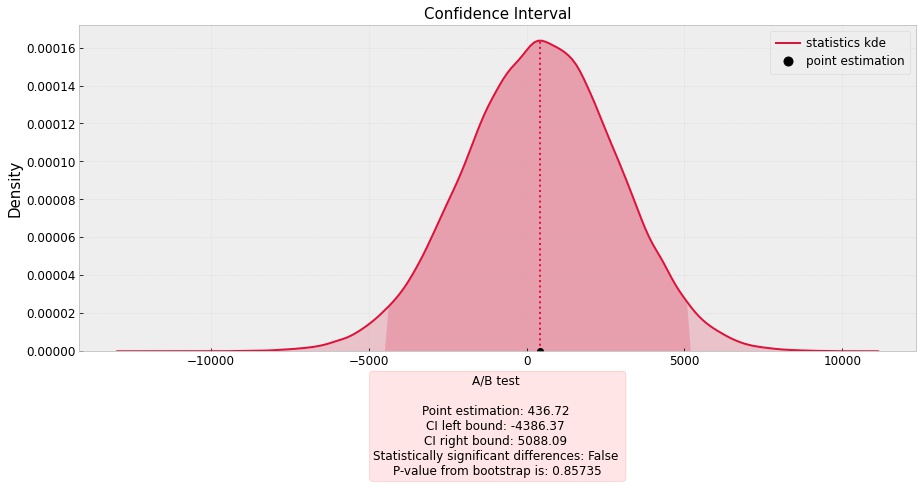 Confidence Interval
statistics kde
point estimation
Density
0.00016
0.00014
0.00012
0.00010
0.00008
0.00006
0.00004
0.00002
0.00000
−10000 −5000 0 5000 10000
A/B test
Point estimation: 436.72
CI left bound: -4386.37
CI right bound: 5088.09
Statistically significant differences: False
P-value from bootstrap is: 0.85735